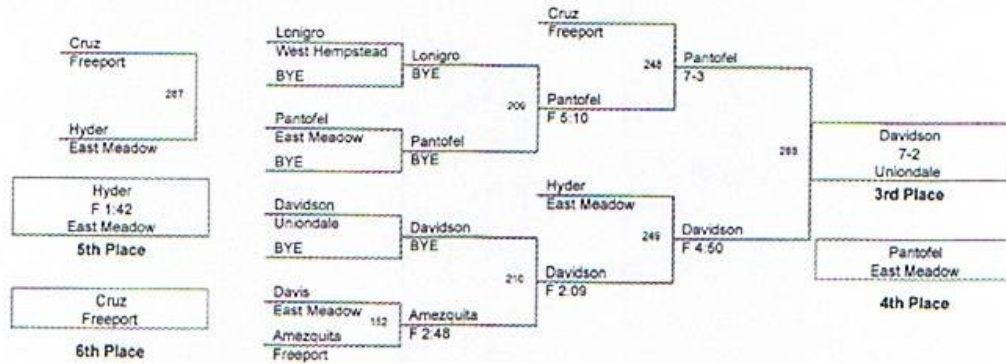 Cruz
Freeport
287
Hyder
East Meadow
Hyder
F 1:42
East Meadow
5th Place
Cruz
Freeport
6th Place
Lonigro
West Hempstead
BYE
Pantofel
East Meadow
BYE
Davidson
Uniondale
BYE
Davis
East Meadow
152
Amezquita
Freeport
Lonigro
BYE
209
Pantofel
BYE
Davidson
BYE
210
Amezquita
F 2:48
Cruz
Freeport
248
Pantofel
F 5:10
Hyder
East Meadow
249
Davidson
F 2:09
Pantofel
7-3
Davidson
F 4:50
Davidson
7-2
Uniondale
3rd Place
Pantofel
East Meadow
4th Place